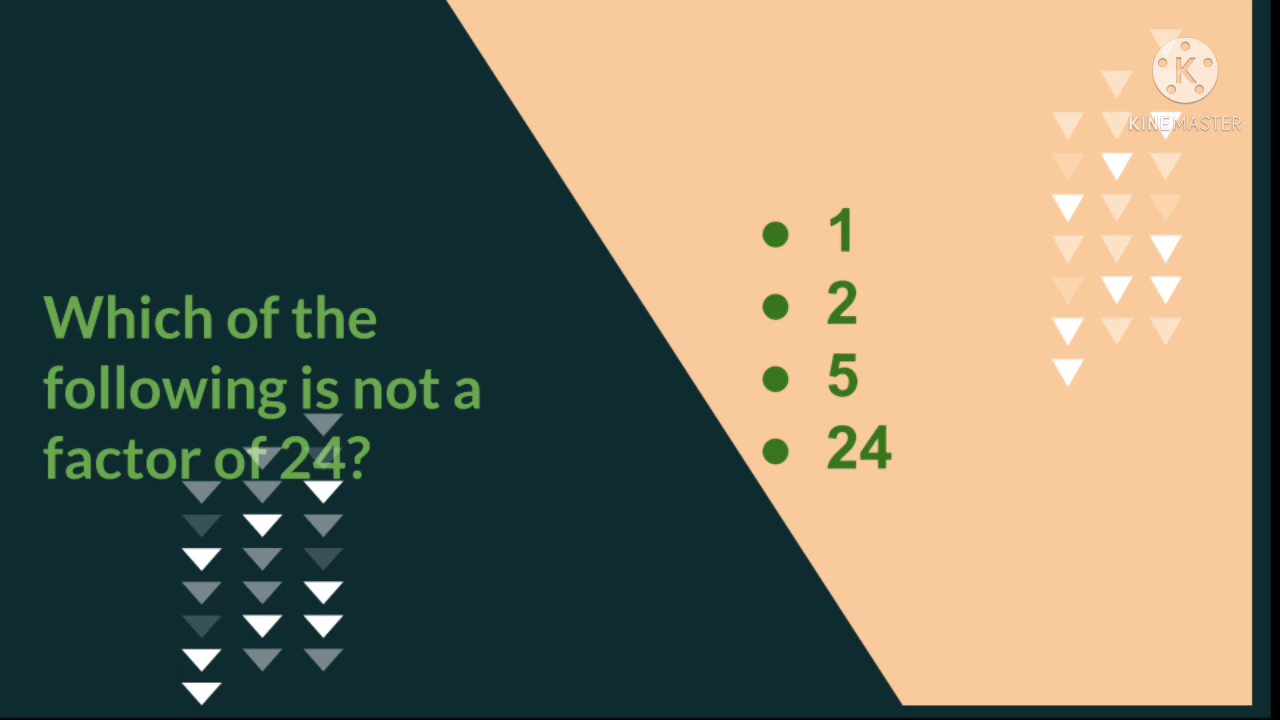 Which of the
following is not a
factor of 24?
● 1
● 2
● 5
● 24
K
KINEMASTER